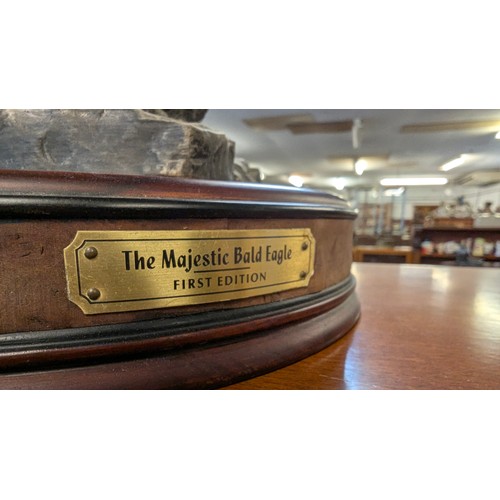 The Majestic Bald Eagle
FIRST EDITION